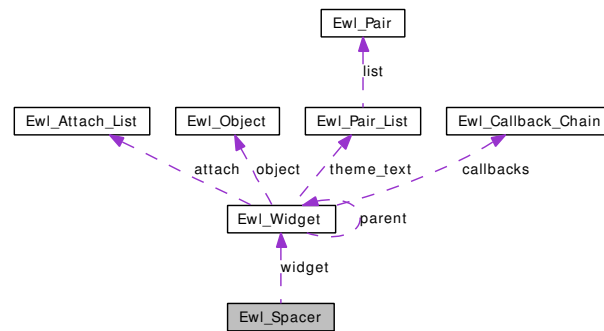 Ewl_Pair
list
Ewl_Attach_List
Ewl_Object
Ewl_Pair_List
Ewl_Callback_Chain
attach
object
theme_text
callbacks
Ewl_Widget
parent
widget
Ewl_Spacer